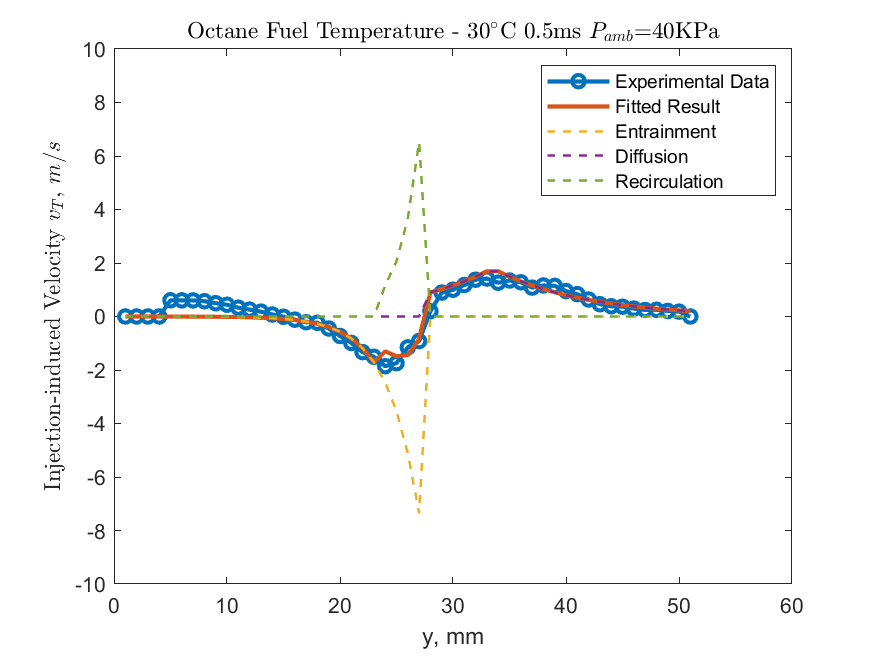 Octane Fuel Temperature - 30°C 0.5ms P_amb=40KPa
Experimental Data
Fitted Result
Entrainment
Diffusion
Recirculation
Injection-induced Velocity v_T, m/s
10
8
6
4
2
0
-2
-4
-6
-8
-10
0 10 20 30 40 50 60
y, mm